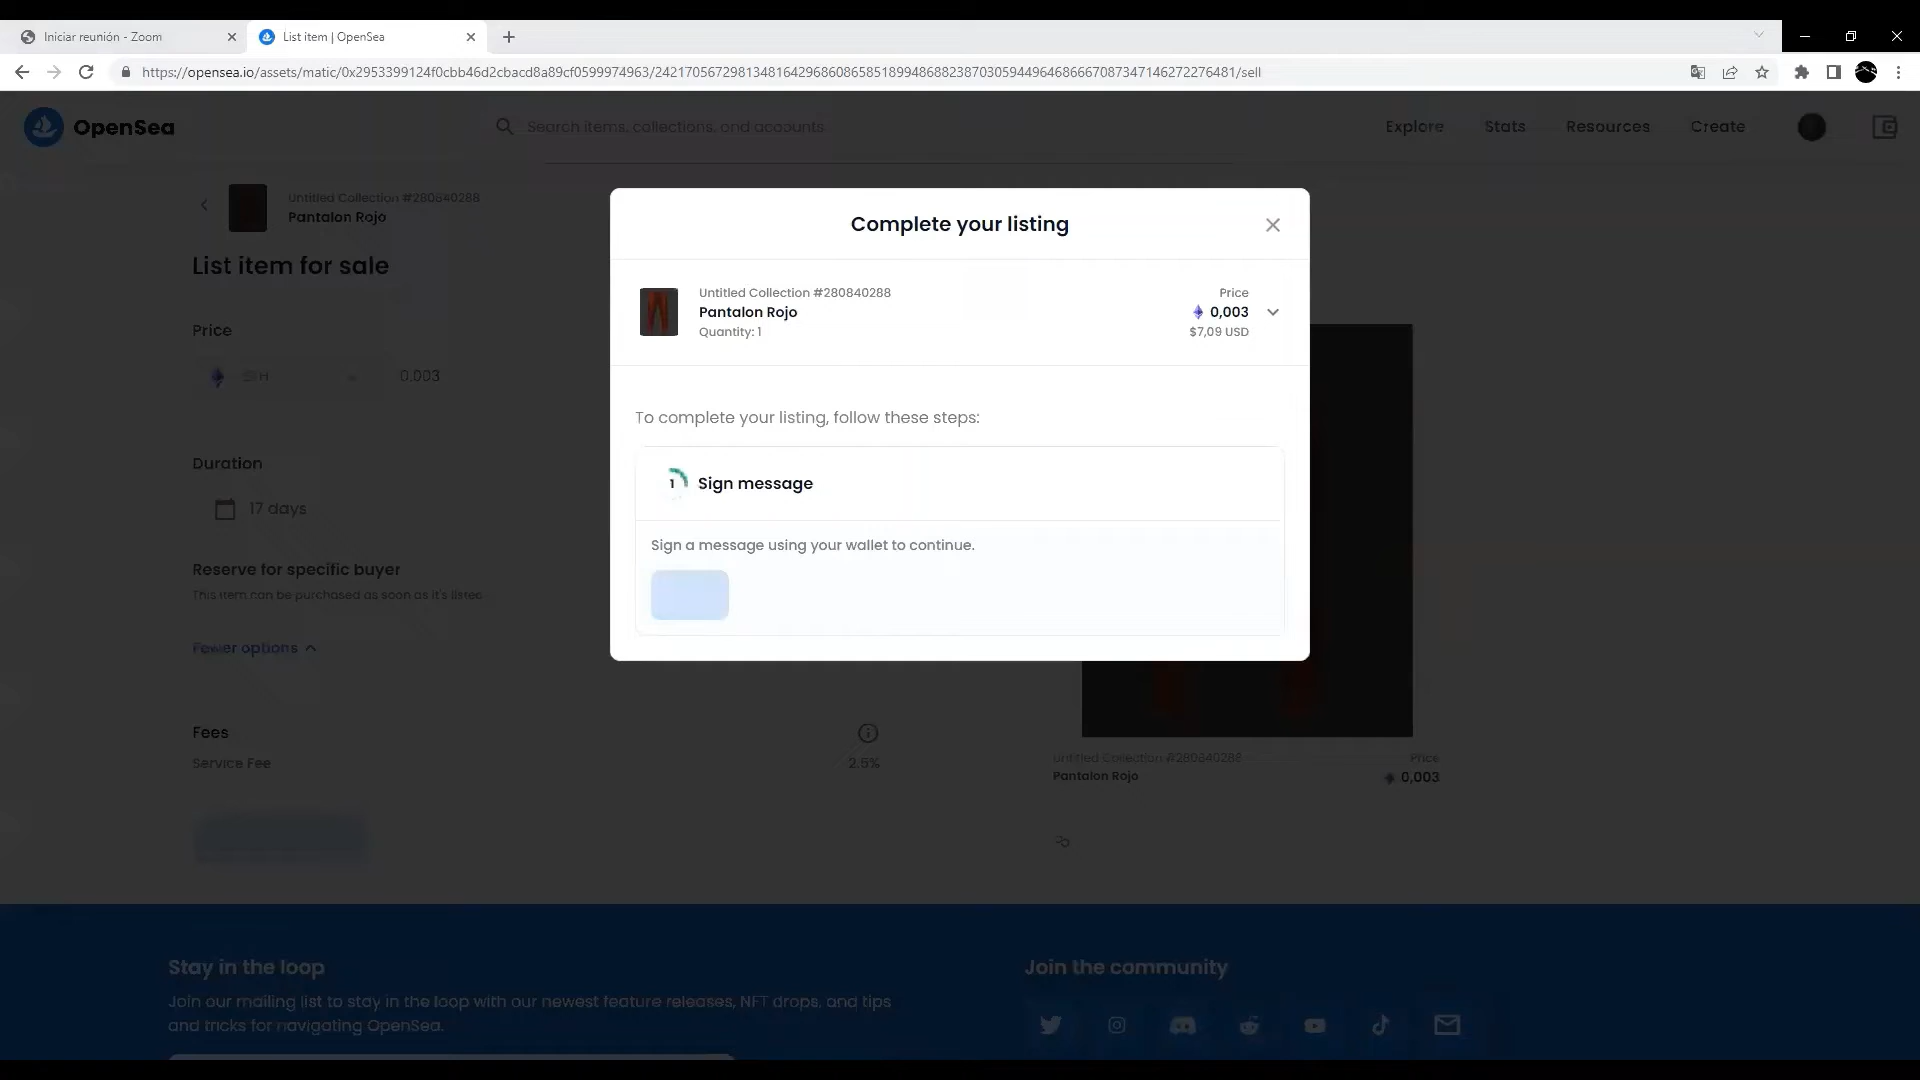 Iniciar reunión - Zoom
List item | OpenSea
https://opensea.io/assets/matic/0x2953399124f0cbb46d2cbacd8a89cf0599974963/24217056729813481642968608658518994868823870305944964686667087347146272276481/sell
OpenSea
Search items, collections, and accounts
Explore
Stats
Resources
Create
Untitled Collection #280840288
Pantalon Rojo
List item for sale
Price
0.003
Duration
17 days
Reserve for specific buyer
This item can be purchased as soon as it's listed
Fewer options
Fees
Service Fee
2.5%
Complete your listing
Untitled Collection #280840288
Pantalon Rojo
Quantity: 1
Price
0,003
$7,09 USD
To complete your listing, follow these steps:
1
Sign message
Sign a message using your wallet to continue.
Untitled Collection #280840288
Pantalon Rojo
Price
0,003
Stay in the loop
Join our mailing list to stay in the loop with our newest feature releases, NFT drops, and tips
and tricks for navigating OpenSea.
Join the community